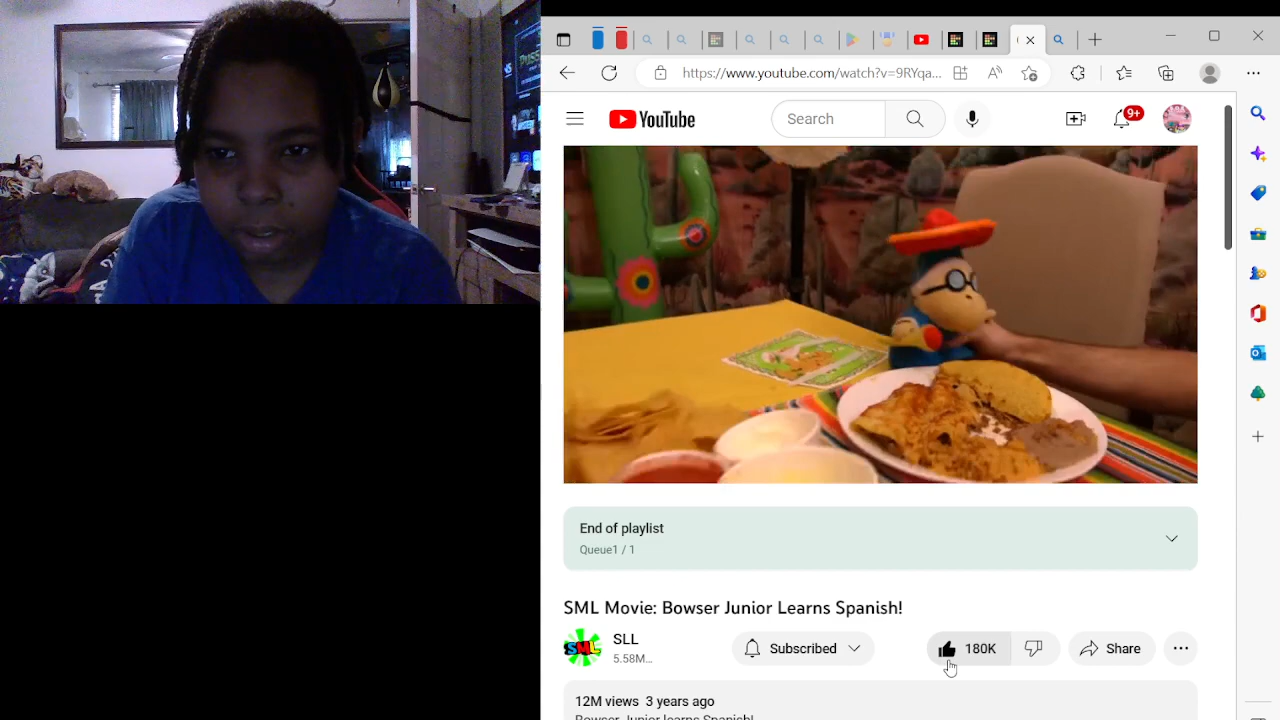 https://www.youtube.com/watch?v=9RYqa...
YouTube
Search
9+
End of playlist
Queue1 / 1
SML Movie: Bowser Junior Learns Spanish!
SML
SLL
5.58M...
Subscribed
180K
Share
12M views 3 years ago